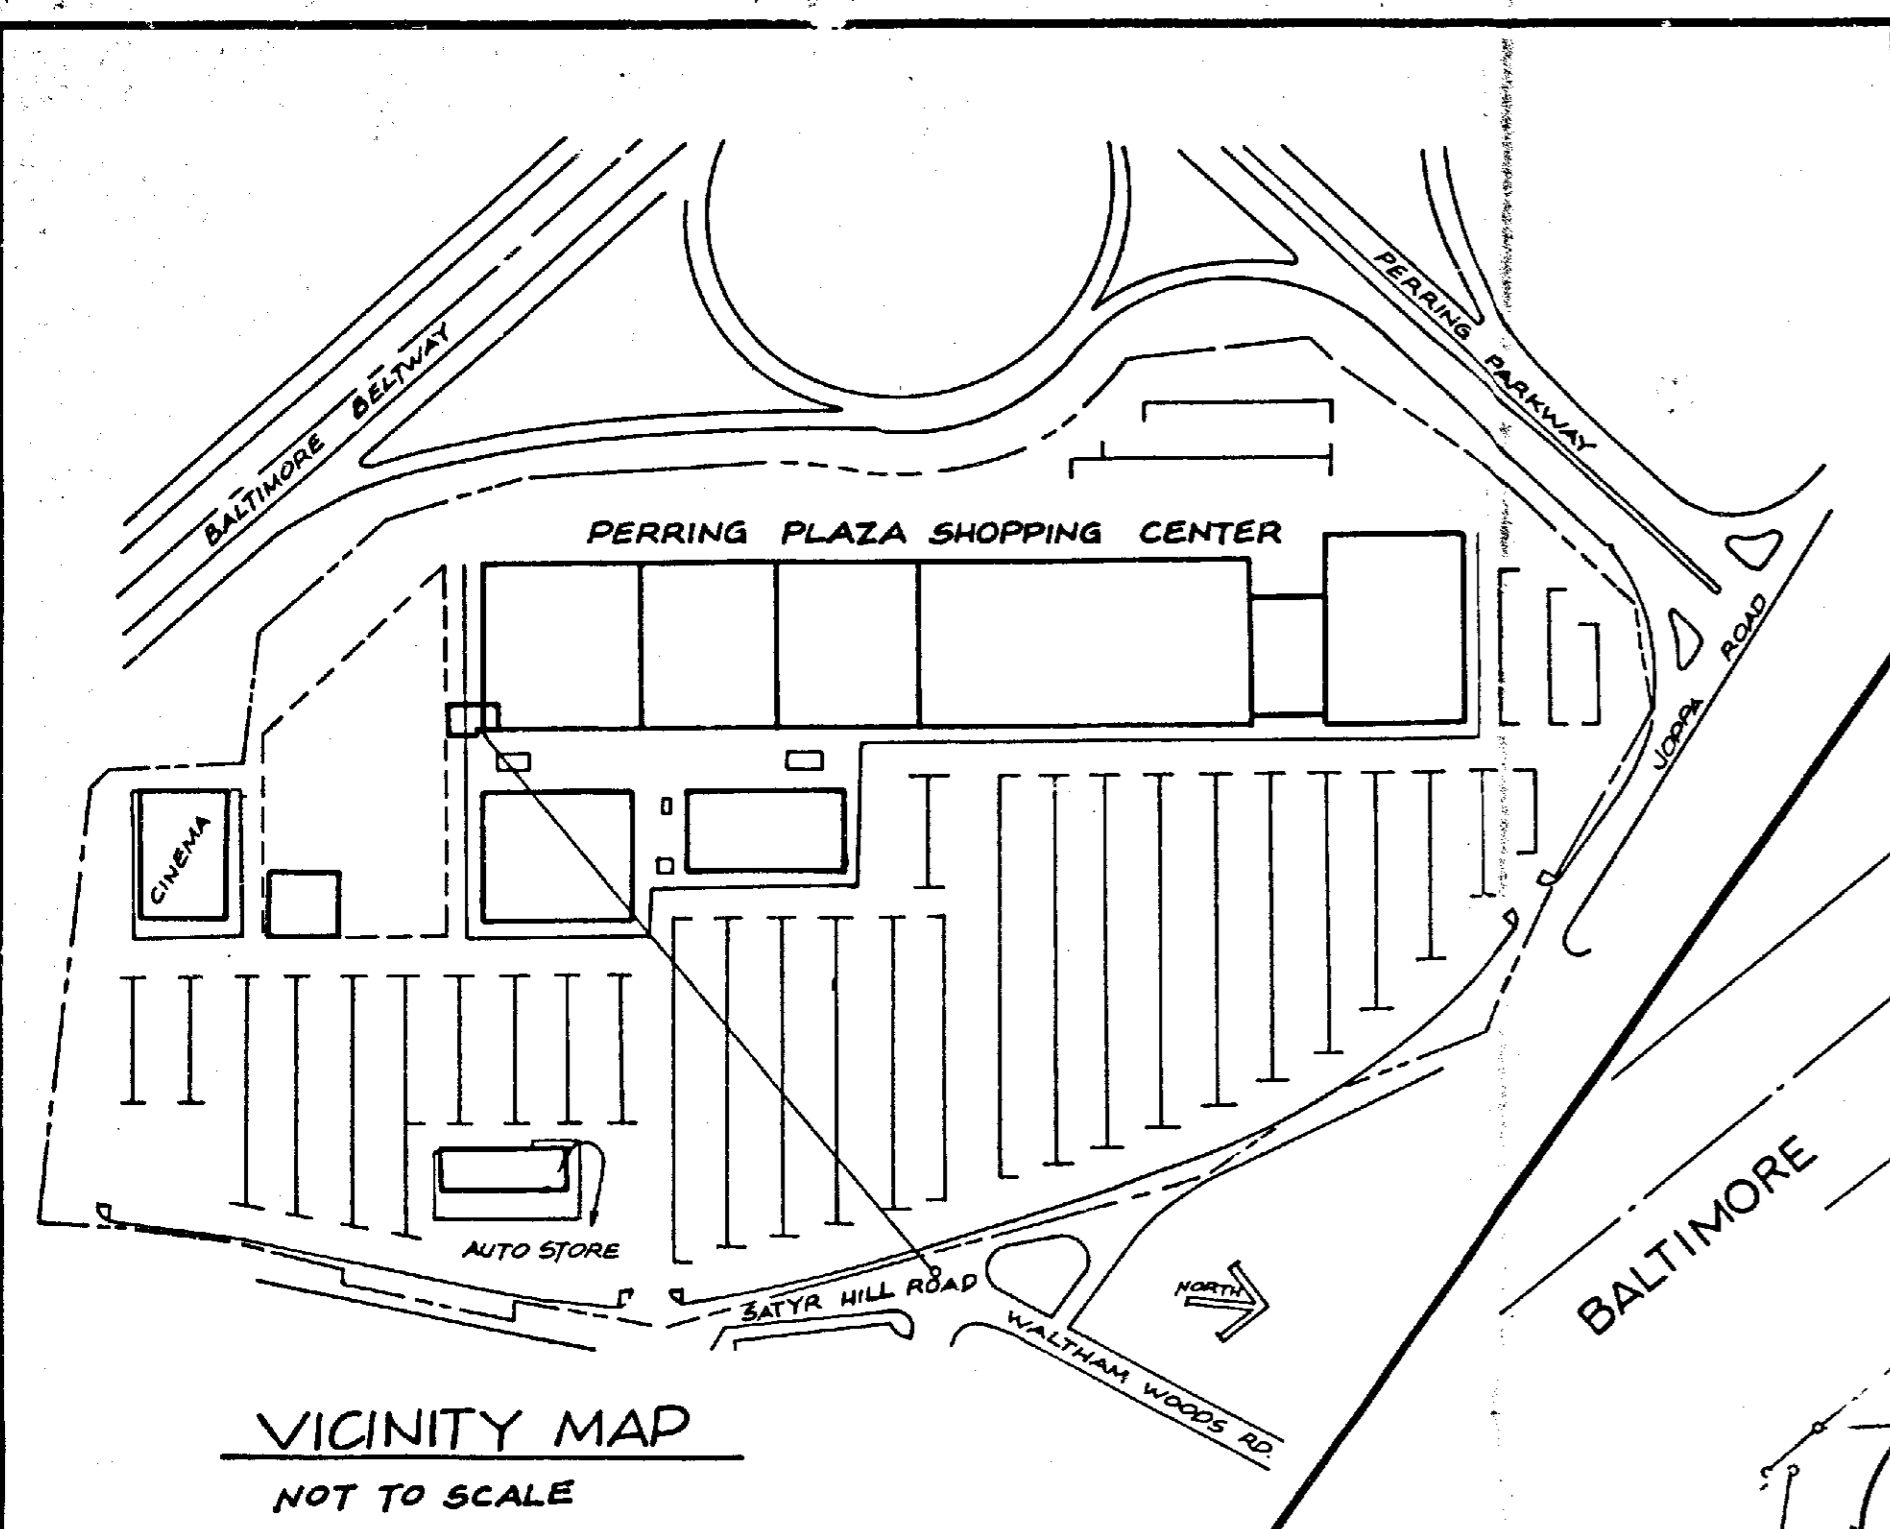 BALTIMORE BELTWAY
PERRING PARKWAY
PERRING PLAZA SHOPPING CENTER
JOPPA ROAD
CINEMA
AUTO STORE
SATYR HILL ROAD
NORTH
WALTHAM WOODS RD.
BALTIMORE
VICINITY MAP
NOT TO SCALE